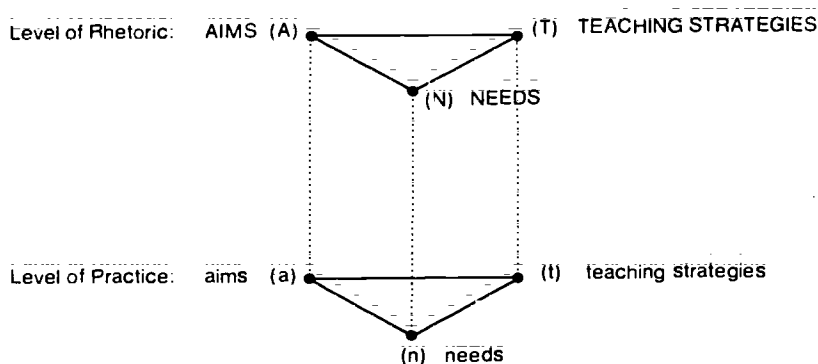 Level of Rhetoric: AIMS (A) (T) TEACHING STRATEGIES
(N) NEEDS
Level of Practice: aims (a) (t) teaching strategies
(n) needs